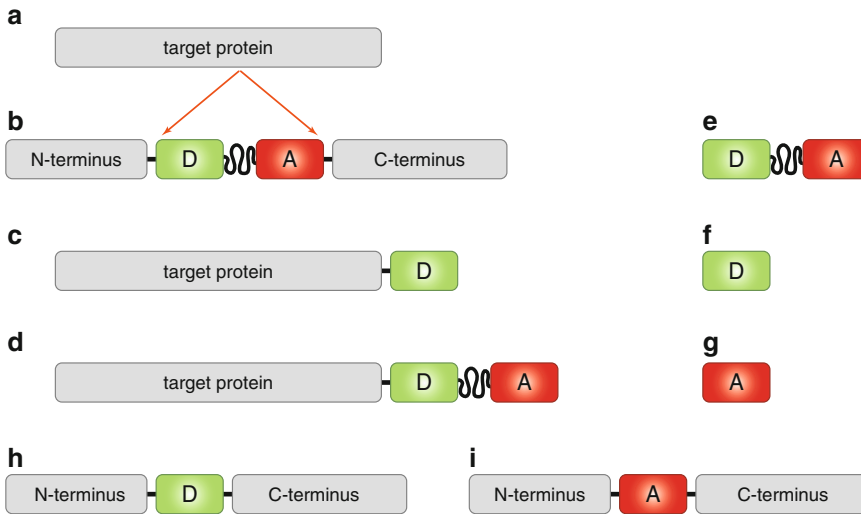 a
target protein
b
e
N-terminus D A C-terminus
D A
c
f
target protein D
D
d
g
target protein D A
A
h
i
N-terminus D C-terminus
N-terminus A C-terminus